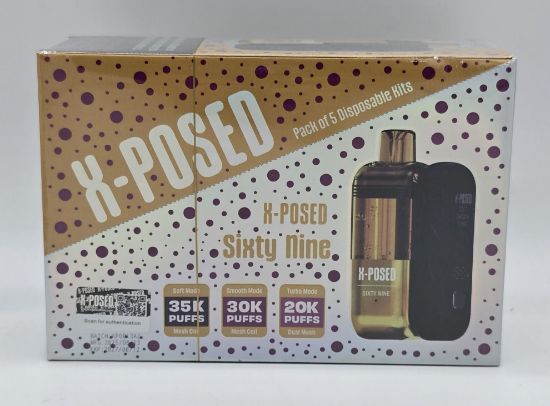 X-POSED
Pack of 5 Disposable Kits
X-POSED
Sixty Nine
X-POSED
X-POSED
SIXTY NINE
X-POSED
Scan for authentication
Soft Mode
35K
PUFFS
Mesh Coil
Smooth Mode
30K
PUFFS
Mesh Coil
Turbo Mode
20K
PUFFS
Dual Mesh